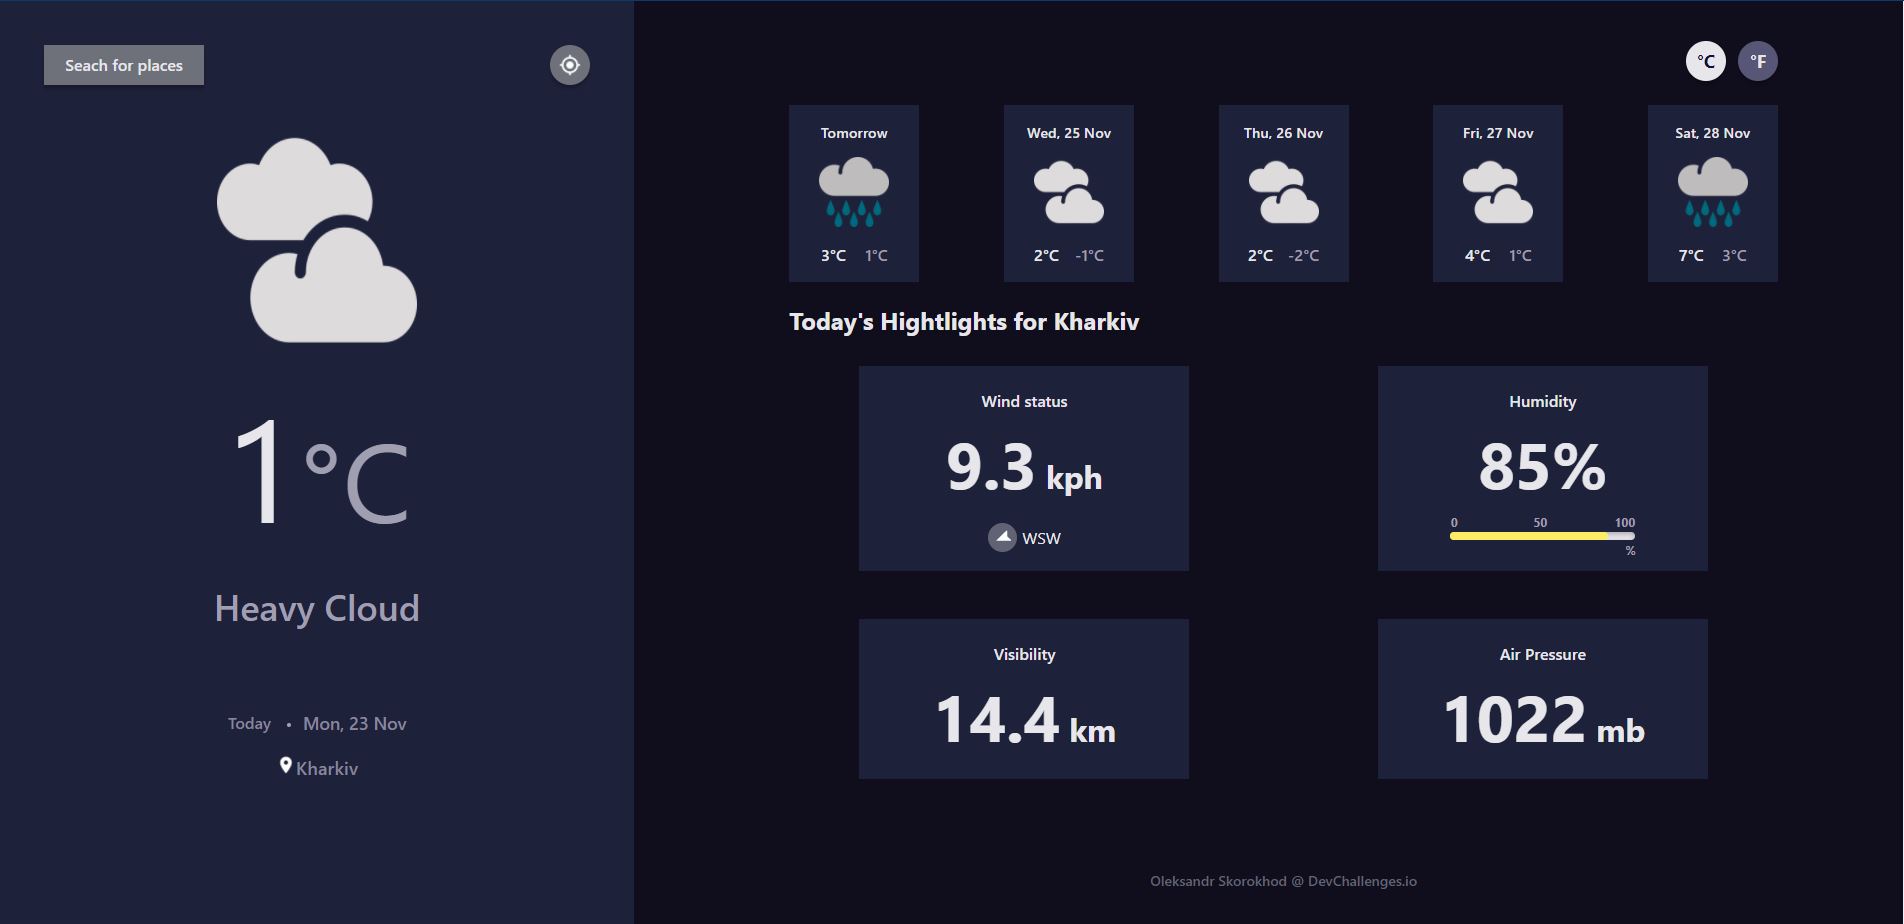 Seach for places
1°C
Heavy Cloud
Today • Mon, 23 Nov
Kharkiv
°C °F
Tomorrow
3°C 1°C
Wed, 25 Nov
2°C -1°C
Thu, 26 Nov
2°C -2°C
Fri, 27 Nov
4°C 1°C
Sat, 28 Nov
7°C 3°C
Today's Hightlights for Kharkiv
Wind status
9.3 kph
WSW
Humidity
85%
0 50 100
%
Visibility
14.4 km
Air Pressure
1022 mb
Oleksandr Skorokhod @ DevChallenges.io